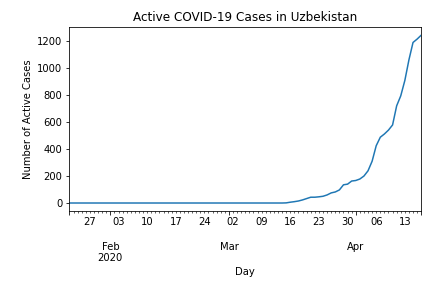 Active COVID-19 Cases in Uzbekistan
Number of Active Cases
1200
1000
800
600
400
200
0
27 03 10 17 24 02 09 16 23 30 06 13
Feb Mar Apr
2020
Day